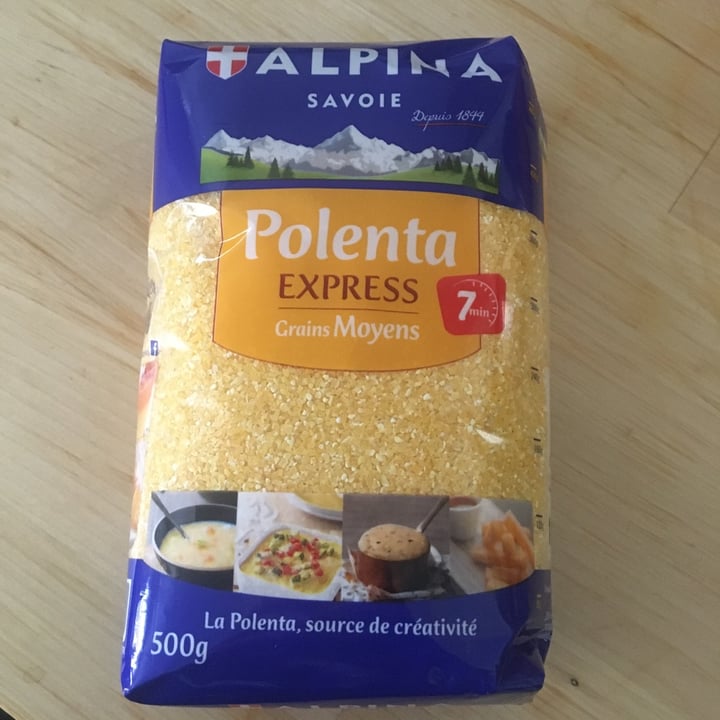 ALPINA
SAVOIE
Depuis 1844
Polenta
EXPRESS
7 min
Grains Moyens
La Polenta, source de créativité
500g